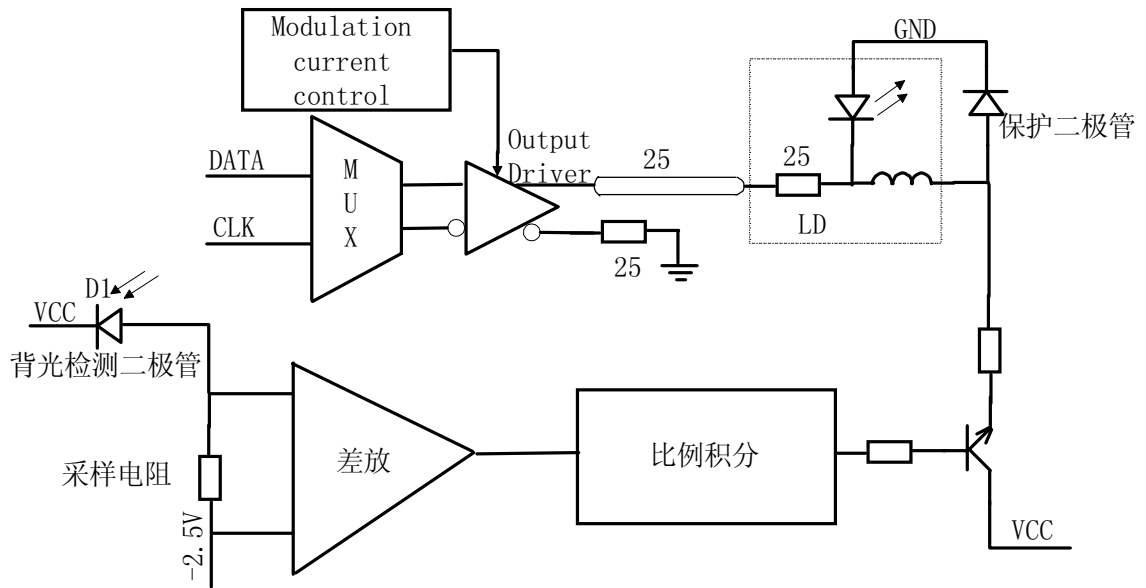 Modulation
current
control
GND
保护二极管
Output
Driver
25
25
DATA
CLK
M
U
X
LD
25
D1
VCC
背光检测二极管
采样电阻
-2.5V
差放
比例积分
VCC